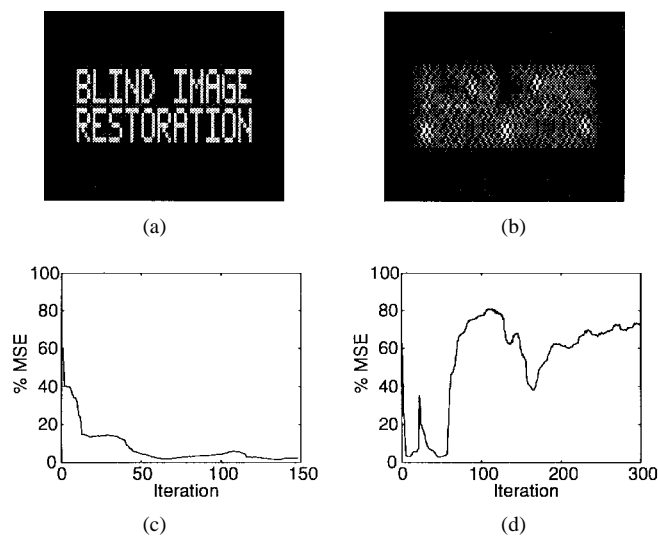 BLIND IMAGE
RESTORATION
(a)
(b)
100
80
60
40
20
0
% MSE
0
50
100
150
Iteration
(c)
100
80
60
40
20
0
% MSE
0
100
200
300
Iteration
(d)